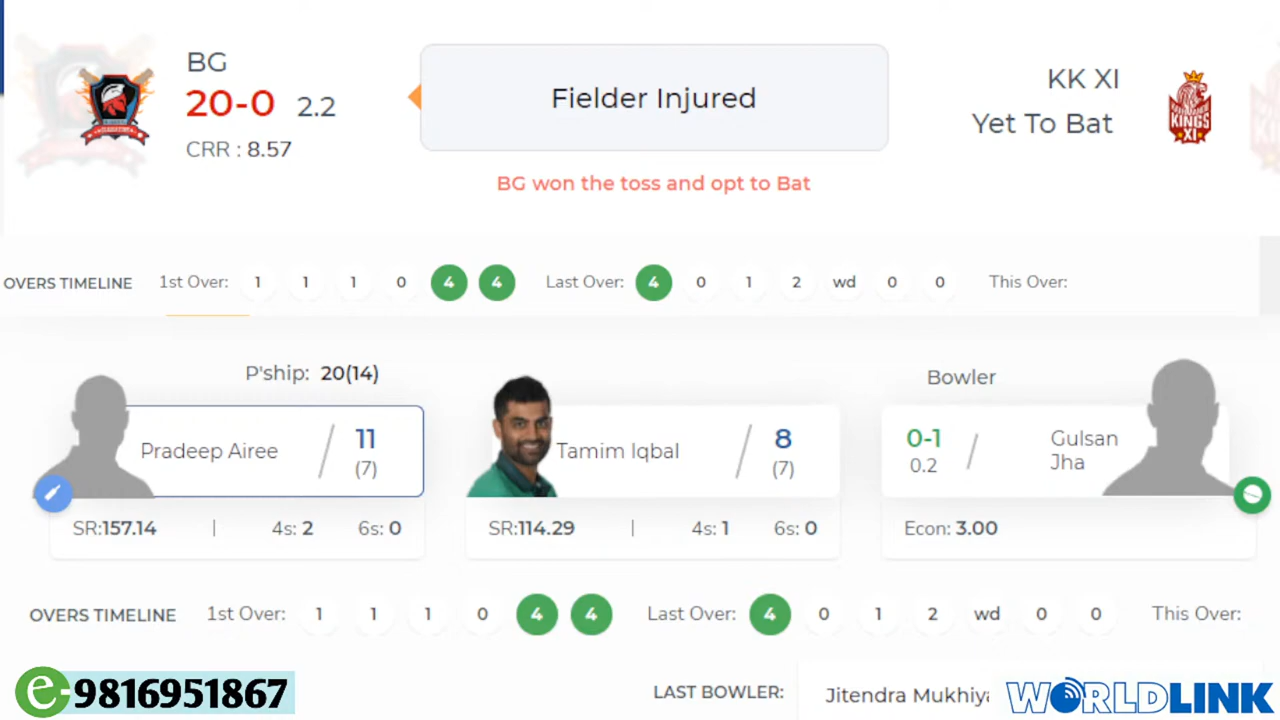 BG
20-0 2.2
CRR : 8.57
Fielder Injured
BG won the toss and opt to Bat
KK XI
Yet To Bat
KINGS
XI
OVERS TIMELINE 1st Over: 1 1 1 0 4 4 Last Over: 4 0 1 2 wd 0 0 This Over:
P'ship: 20(14)
Pradeep Airee 11
(7)
SR:157.14 | 4s: 2 6s: 0
Tamim Iqbal 8
(7)
SR:114.29 | 4s: 1 6s: 0
Bowler
0-1
0.2
Gulsan
Jha
Econ: 3.00
OVERS TIMELINE 1st Over: 1 1 1 0 4 4 Last Over: 4 0 1 2 wd 0 0 This Over:
e-9816951867
LAST BOWLER: Jitendra Mukhiya
WORLDLINK